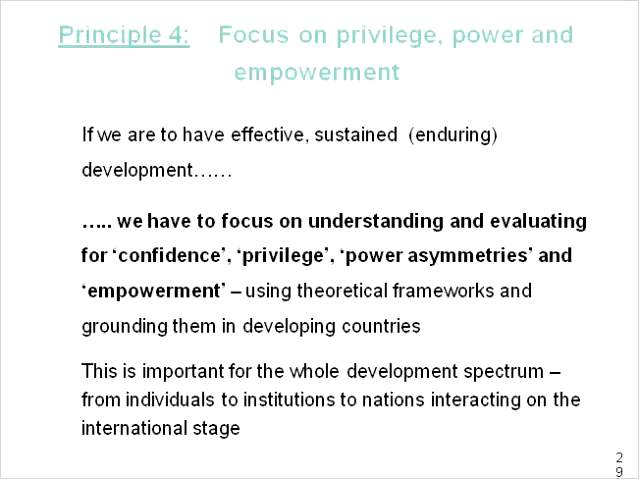 Principle 4: Focus on privilege, power and
empowerment
If we are to have effective, sustained (enduring)
development……
….. we have to focus on understanding and evaluating
for ‘confidence’, ‘privilege’, ‘power asymmetries’ and
‘empowerment’ – using theoretical frameworks and
grounding them in developing countries
This is important for the whole development spectrum –
from individuals to institutions to nations interacting on the
international stage
2
9